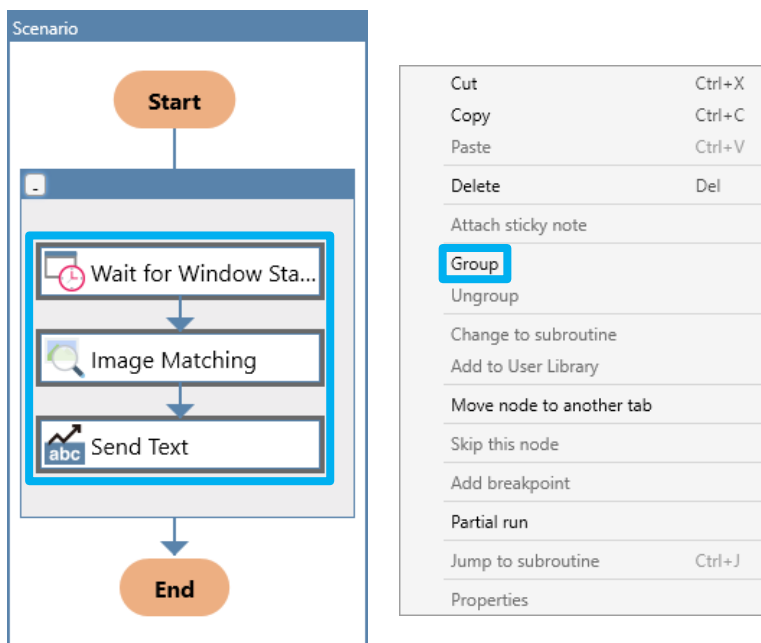 Scenario
Start
-
Wait for Window Sta...
Image Matching
abc Send Text
End
Cut Ctrl+X
Copy Ctrl+C
Paste Ctrl+V
Delete Del
Attach sticky note
Group
Ungroup
Change to subroutine
Add to User Library
Move node to another tab
Skip this node
Add breakpoint
Partial run
Jump to subroutine Ctrl+J
Properties